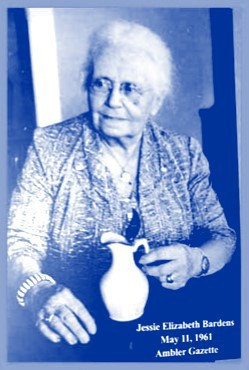 Jessie Elizabeth Bardens
May 11, 1961
Ambler Gazette